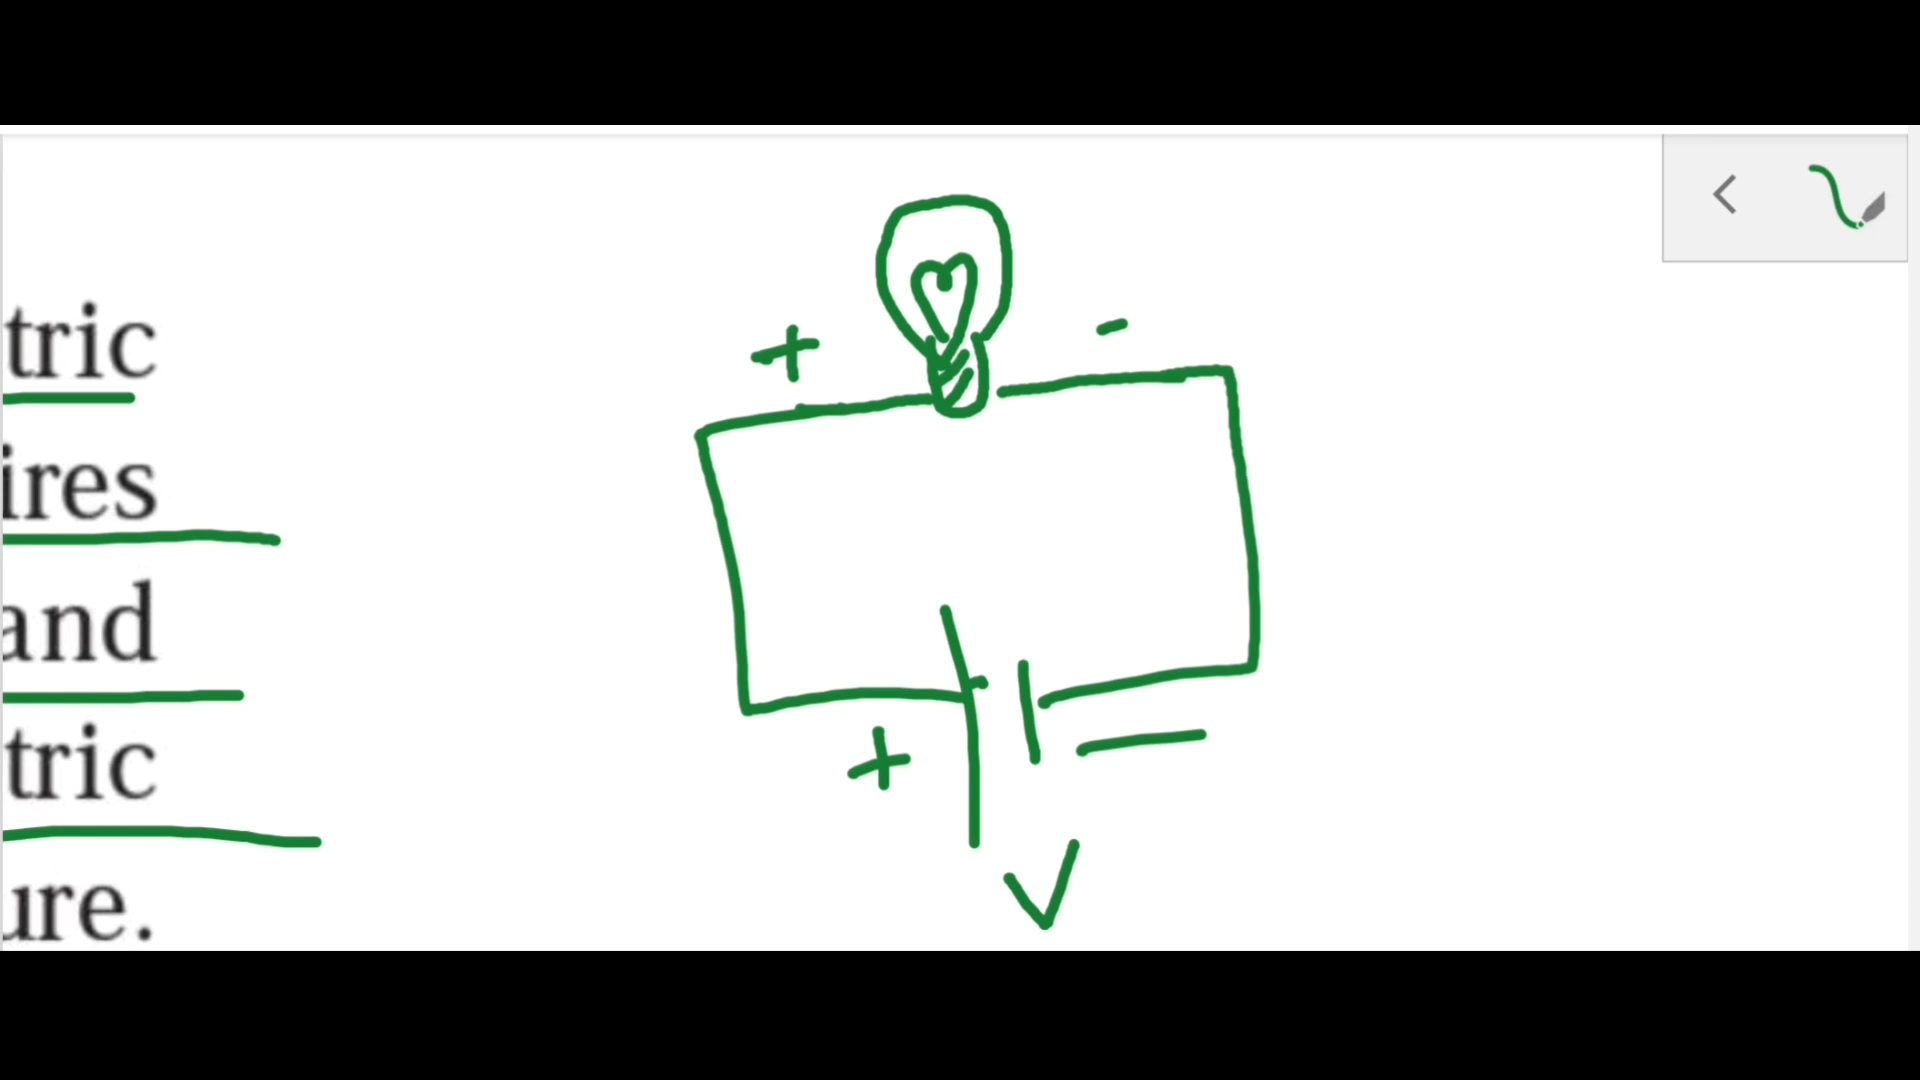 tric
ires
and
tric
ure.
+ -
+ -
V